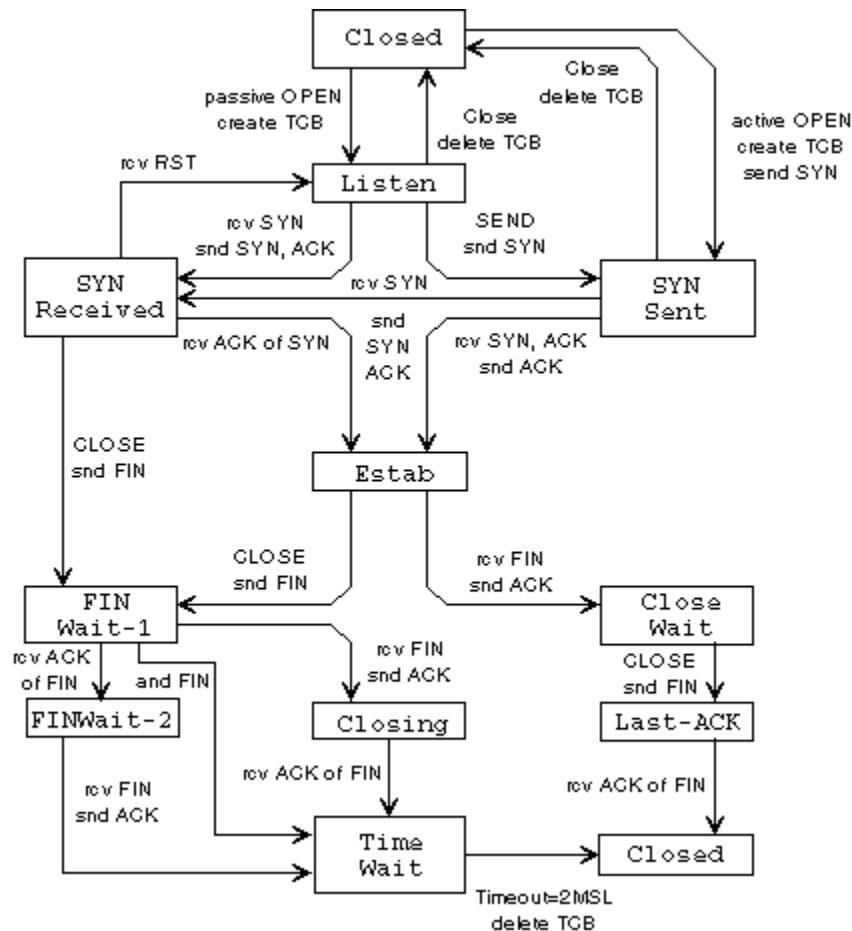 Closed
Close
delete TCB
passive OPEN
create TCB
Close
delete TCB
active OPEN
create TCB
send SYN
rcv RST
Listen
rcv SYN
snd SYN, ACK
SEND
snd SYN
SYN
Received
rcv SYN
SYN
Sent
rcv ACK of SYN
snd
SYN
ACK
rcv SYN, ACK
snd ACK
CLOSE
snd FIN
Estab
CLOSE
snd FIN
rcv FIN
snd ACK
FIN
Wait-1
Close
Wait
rcv ACK
of FIN
and FIN
rcv FIN
snd ACK
CLOSE
snd FIN
FINWait-2
Closing
Last-ACK
rcv FIN
snd ACK
rcv ACK of FIN
rcv ACK of FIN
Time
Wait
Closed
Timeout=2MSL
delete TCB